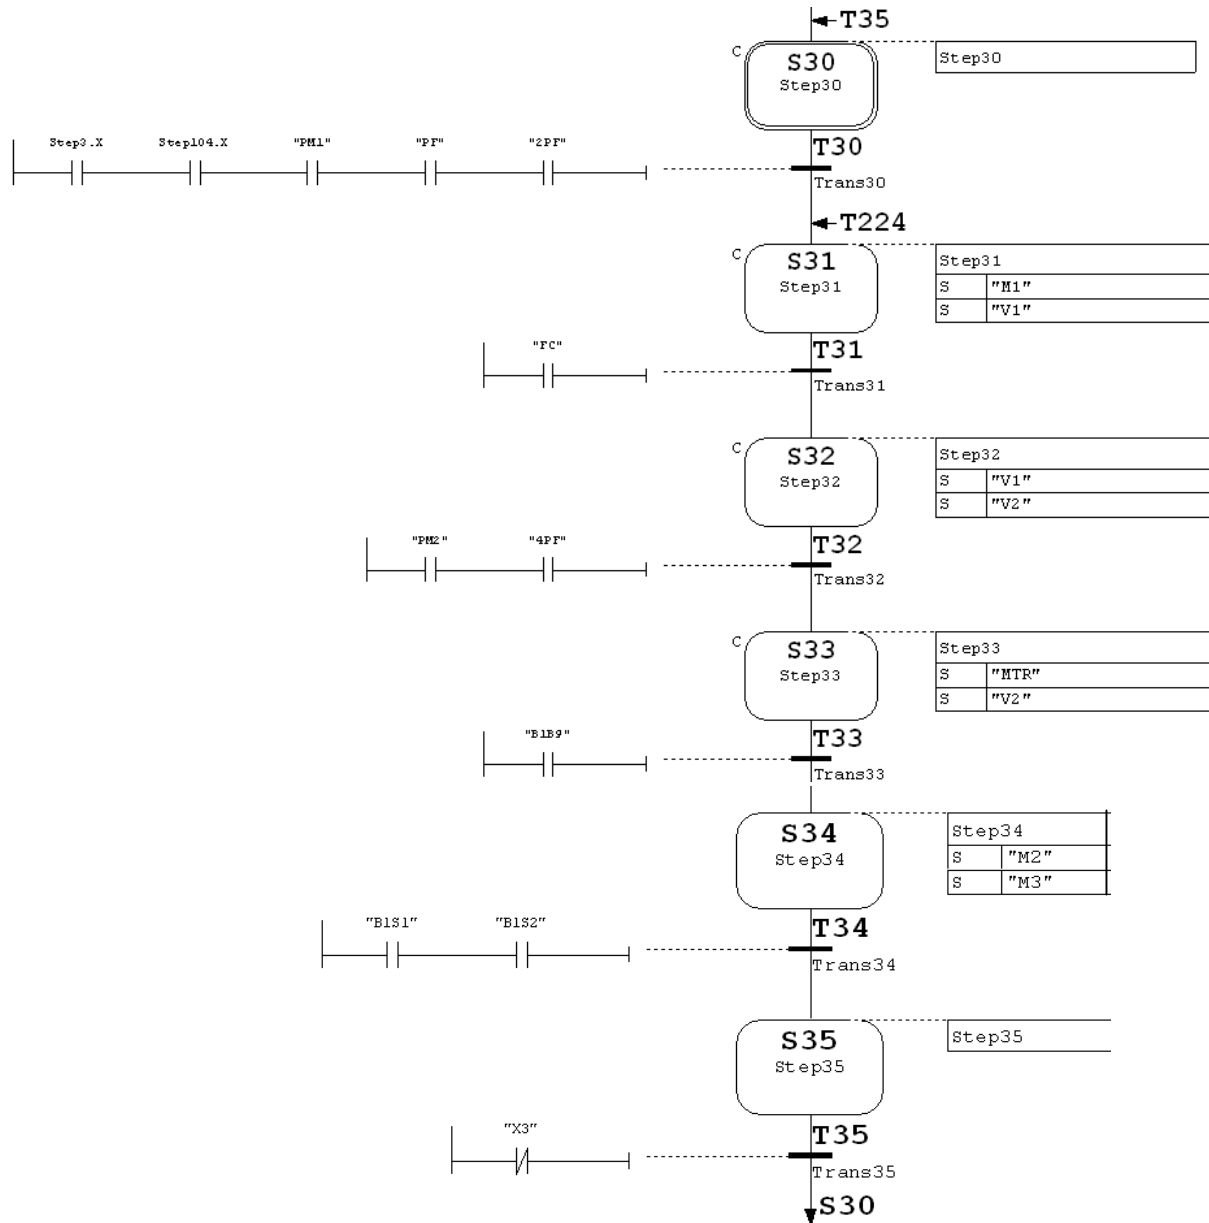 T35
C
S30
Step30
Step30
Step3.X Step104.X "PM1" "PF" "2PF"
T30
Trans30
T224
C
S31
Step31
Step31
S "M1"
S "V1"
"FC"
T31
Trans31
C
S32
Step32
Step32
S "V1"
S "V2"
"PM2" "4PF"
T32
Trans32
C
S33
Step33
Step33
S "MTR"
S "V2"
"B1B9"
T33
Trans33
S34
Step34
Step34
S "M2"
S "M3"
"B1S1" "B1S2"
T34
Trans34
S35
Step35
Step35
"X3"
T35
Trans35
S30